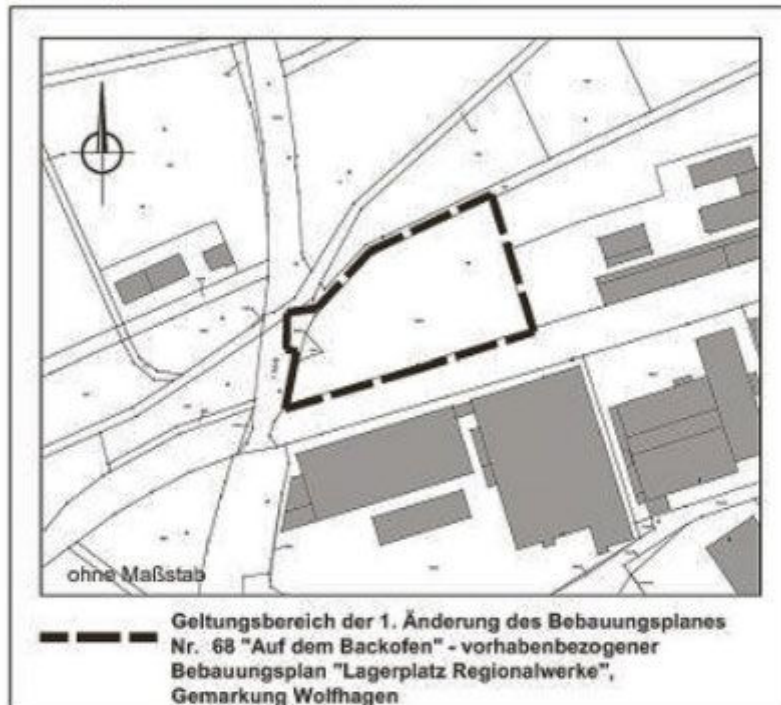 ohne Maßstab
Geltungsbereich der 1. Änderung des Bebauungsplanes
Nr. 68 "Auf dem Backofen" - vorhabenbezogener
Bebauungsplan "Lagerplatz Regionalwerke",
Gemarkung Wolfhagen